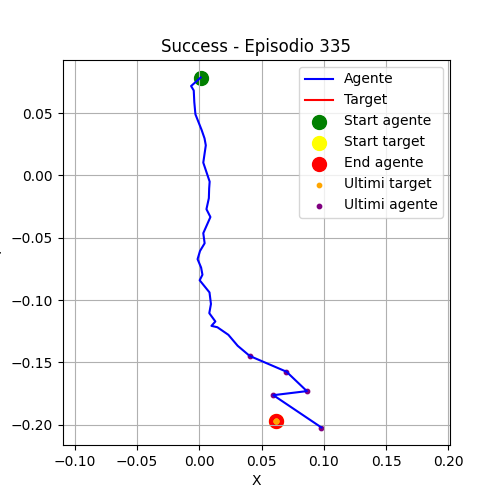 Success - Episodio 335
Agente
Target
Start agente
Start target
End agente
Ultimi target
Ultimi agente
0.05
0.00
−0.05
−0.10
−0.15
−0.20
−0.10 −0.05 0.00 0.05 0.10 0.15 0.20
X